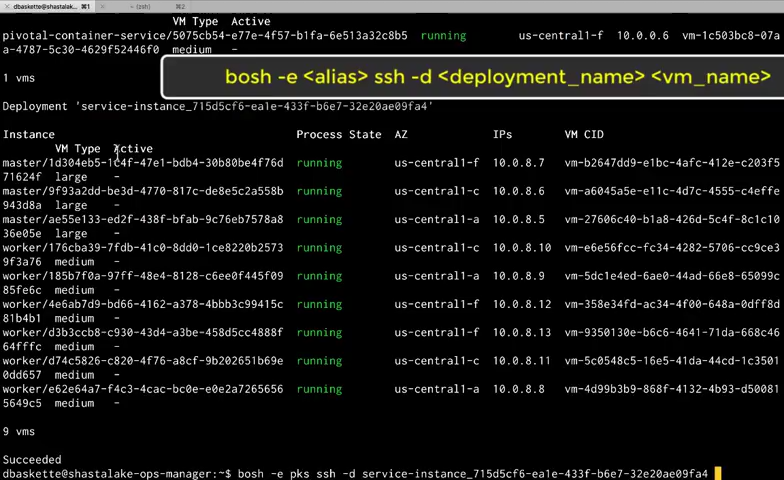 dbaskette@shastalake-ops-manager:~ ⌘1 ~ (zsh) ⌘2
VM Type Active
pivotal-container-service/5075cb54-e77e-4f57-b1fa-6e513a32c8b5 running us-central1-f 10.0.0.6 vm-1c503bc8-07a
a-4787-5c30-4629f52446f0 medium -
1 vms
bosh -e <alias> ssh -d <deployment_name> <vm_name>
Deployment 'service-instance_715d5cf6-ea1e-433f-b6e7-32e20ae09fa4'
Instance Process State AZ IPs VM CID
VM Type Active
master/1d304eb5-1c4f-47e1-bdb4-30b80be4f76d running us-central1-f 10.0.8.7 vm-b2647dd9-e1bc-4afc-412e-c203f5
71624f large -
master/9f93a2dd-be3d-4770-817c-de8e5c2a558b running us-central1-c 10.0.8.6 vm-a6045a5e-e11c-4d7c-4555-c4effe
943d8a large -
master/ae55e133-ed2f-438f-bfab-9c76eb7578a8 running us-central1-a 10.0.8.5 vm-27606c40-b1a8-426d-5c4f-8c1c10
36e05e large -
worker/176cba39-7fdb-41c0-8dd0-1ce8220b2573 running us-central1-c 10.0.8.10 vm-e6e56fcc-fc34-4282-5706-cc9ce3
9f3a76 medium -
worker/185b7f0a-97ff-48e4-8128-c6ee0f445f09 running us-central1-a 10.0.8.9 vm-5dc1e4ed-6ae0-44ad-66e8-65099c
85fe6c medium -
worker/4e6ab7d9-bd66-4162-a378-4bbb3c99415c running us-central1-f 10.0.8.12 vm-358e34fd-ac34-4f00-648a-0dff8d
81b4b1 medium -
worker/d3b3ccb8-c930-43d4-a3be-458d5cc4888f running us-central1-f 10.0.8.13 vm-9350130e-b6c6-4641-71da-668c46
64fffc medium -
worker/d74c5826-c820-4f76-a8cf-9b202651b69e running us-central1-c 10.0.8.11 vm-5c0548c5-16e5-41da-44cd-1c3501
0dd657 medium -
worker/e62e64a7-f4c3-4cac-bc0e-e0e2a7265656 running us-central1-a 10.0.8.8 vm-4d99b3b9-868f-4132-4b93-d50081
5649c5 medium -
9 vms
Succeeded
dbaskette@shastalake-ops-manager:~$ bosh -e pks ssh -d service-instance_715d5cf6-ea1e-433f-b6e7-32e20ae09fa4